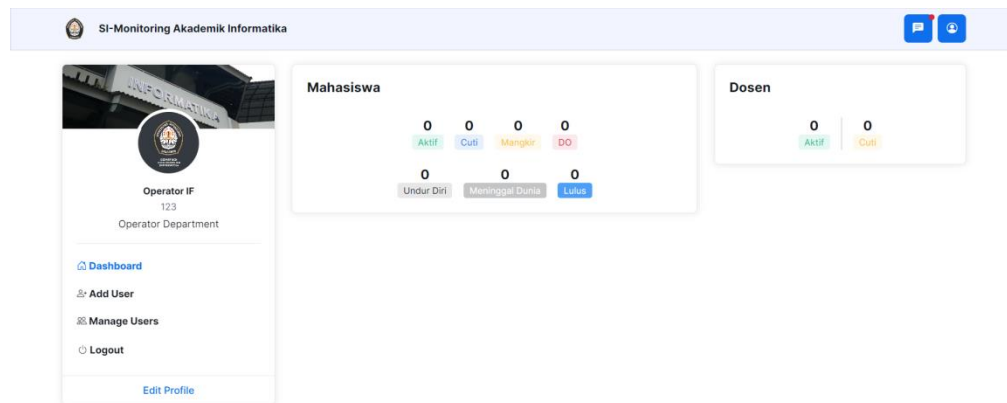 SI-Monitoring Akademik Informatika
INFORMATIKA
Operator IF
123
Operator Department
Dashboard
Add User
Manage Users
Logout
Edit Profile
Mahasiswa
0 0 0 0
Aktif Cuti Mangkir DO
0 0 0
Undur Diri Meninggal Dunia Lulus
Dosen
0 0
Aktif Cuti